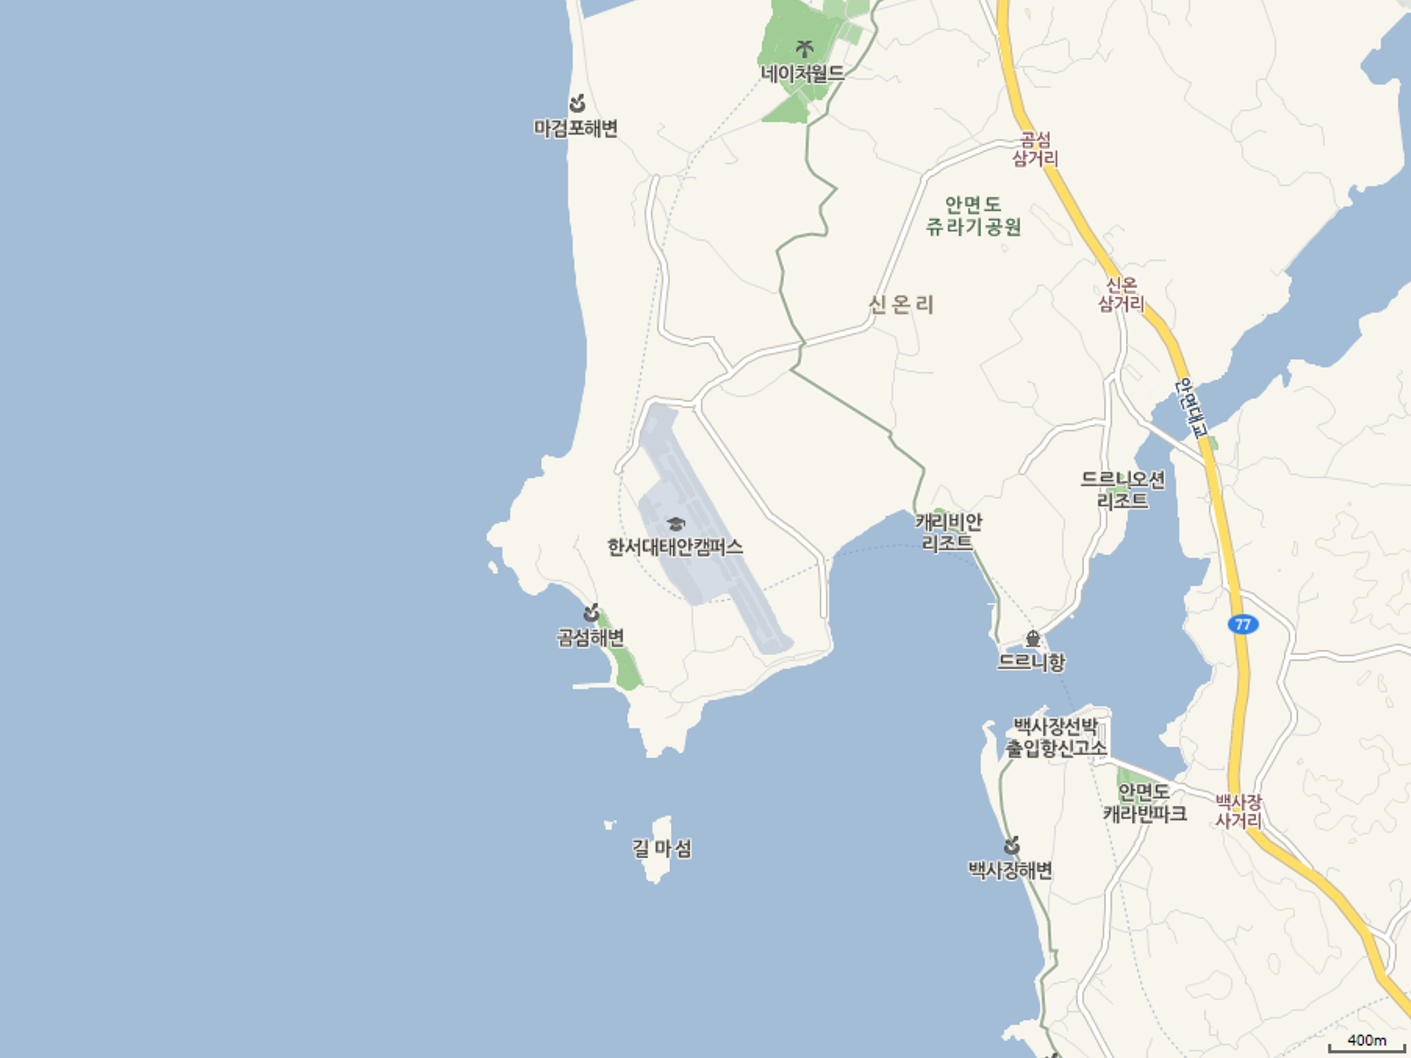 네이처월드
마검포해변
곰섬
삼거리
안면도
쥬라기공원
신온
삼거리
신온리
안면대교
드르니오션
리조트
캐리비안
리조트
한서대태안캠퍼스
곰섬해변
77
드르니항
백사장선박
출입항신고소
안면도
캐라반파크
백사장
사거리
길마섬
백사장해변
400m